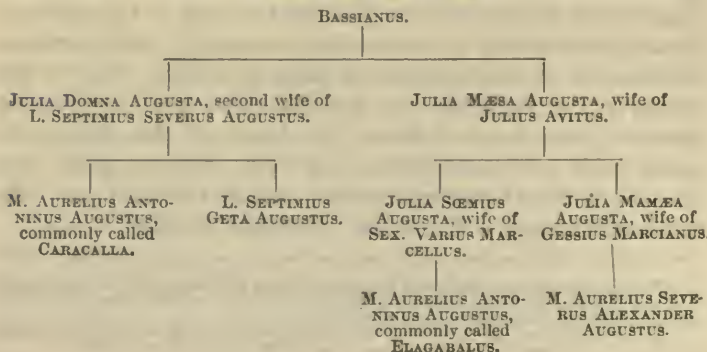 BASSIANUS.
JULIA DOMNA AUGUSTA, second wife of
L. SEPTIMIUS SEVERUS AUGUSTUS.
JULIA MÆSA AUGUSTA, wife of
JULIUS AVITUS.
M. AURELIUS ANTO-
NINUS AUGUSTUS,
commonly called
CARACALLA.
L. SEPTIMIUS
GETA AUGUSTUS.
JULIA SŒMIUS
AUGUSTA, wife of
SEX. VARIUS MAR-
CELLUS.
JULIA MAMÆA
AUGUSTA, wife of
GESSIUS MARCIANUS.
M. AURELIUS ANTO-
NINUS AUGUSTUS,
commonly called
ELAGABALUS.
M. AURELIUS SEVE-
RUS ALEXANDER
AUGUSTUS.